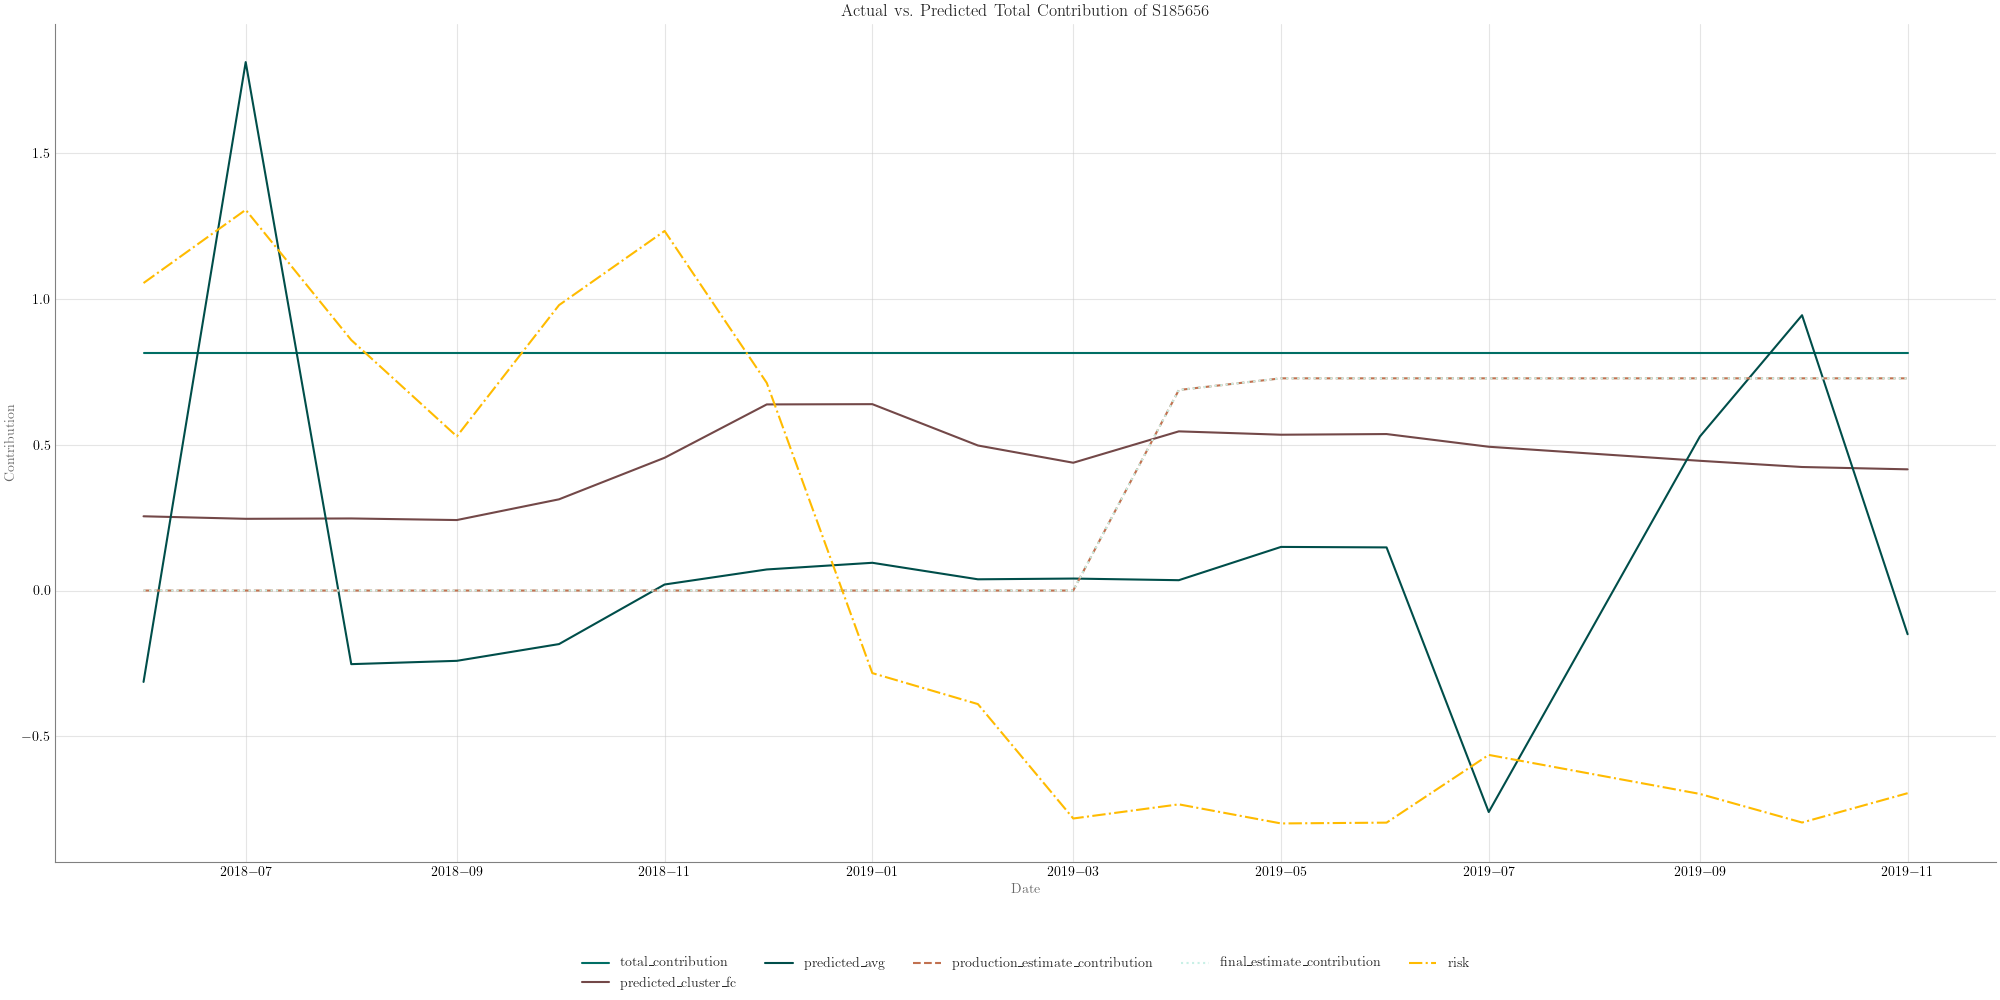 Actual vs. Predicted Total Contribution of S185656
Contribution
1.5
1.0
0.5
0.0
−0.5
2018−07 2018−09 2018−11 2019−01 2019−03 2019−05 2019−07 2019−09 2019−11
Date
total_contribution predicted_avg production_estimate_contribution final_estimate_contribution risk
predicted_cluster_fc